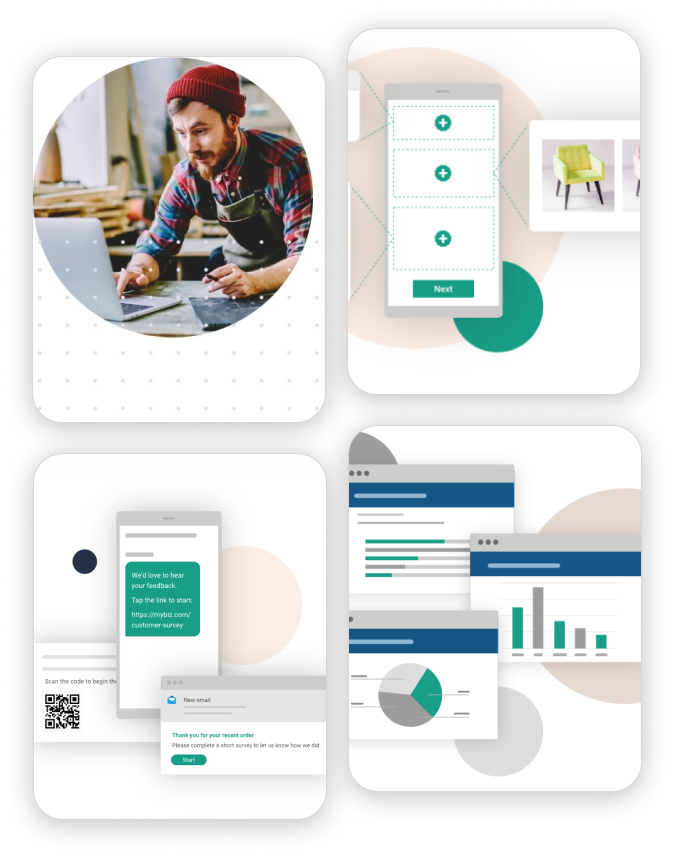 Next
We'd love to hear
your feedback.
Tap the link to start:
https://mybiz.com/
customer-survey
Scan the code to begin the
New email
Thank you for your recent order
Please complete a short survey to let us know how we did:
Start